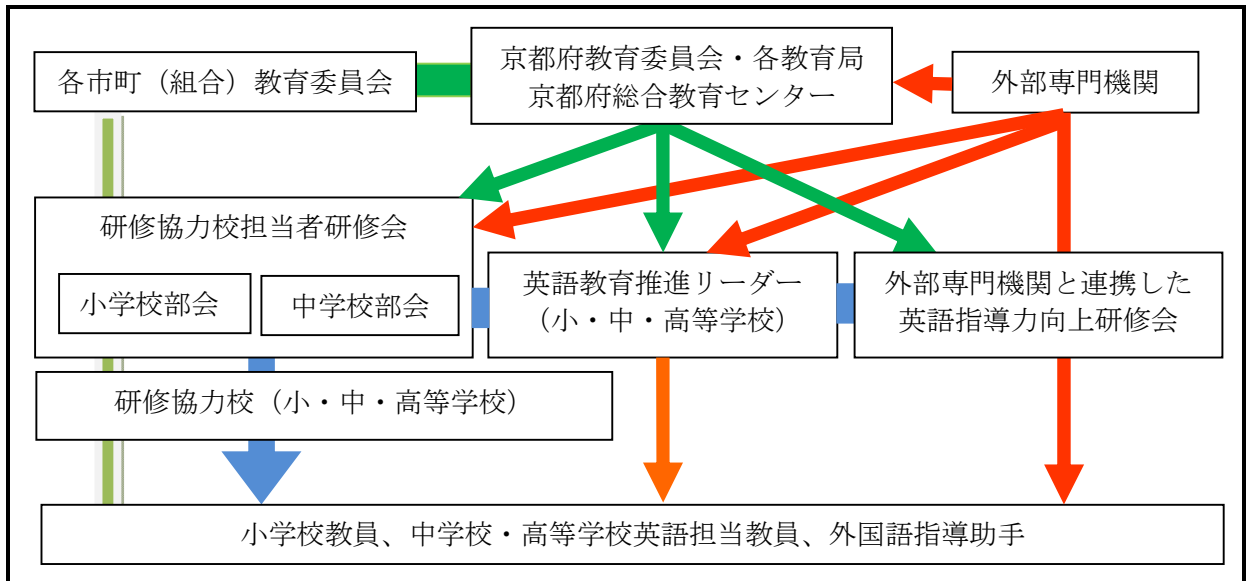 各市町（組合）教育委員会
京都府教育委員会・各教育局
京都府総合教育センター
外部専門機関
研修協力校担当者研修会
小学校部会
中学校部会
英語教育推進リーダー
（小・中・高等学校）
外部専門機関と連携した
英語指導力向上研修会
研修協力校（小・中・高等学校）
小学校教員、中学校・高等学校英語担当教員、外国語指導助手